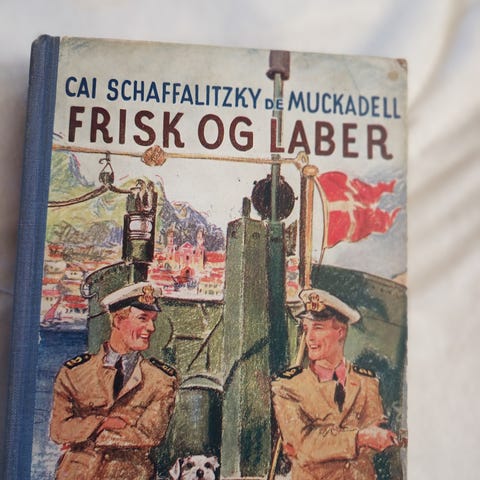 CAI SCHAFFALITZKY DE MUCKADELL
FRISK OG LABER